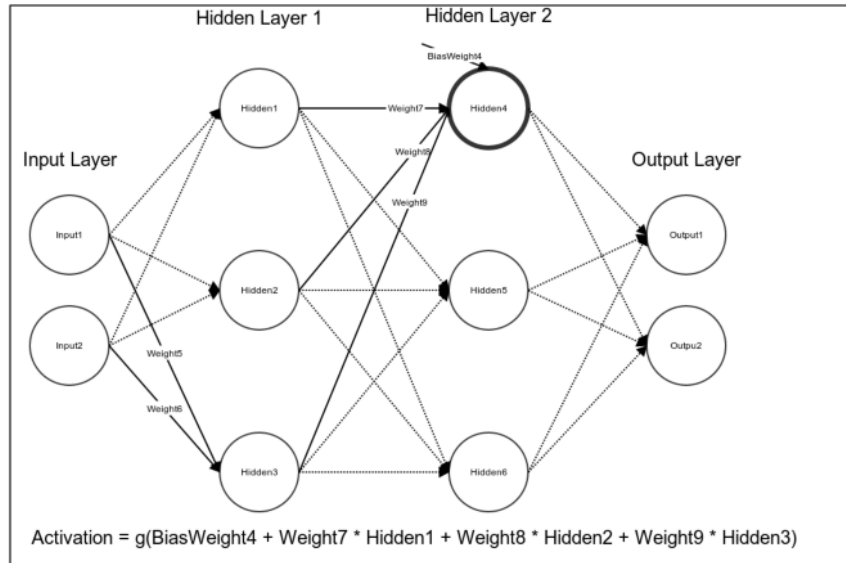 Hidden Layer 1
Hidden Layer 2
BiasWeight4
Hidden1
Weight7
Hidden4
Weight8
Input Layer
Output Layer
Weight9
Input1
Output1
Hidden2
Hidden5
Input2
Outpu2
Weight5
Weight6
Hidden3
Hidden6
Activation = g(BiasWeight4 + Weight7 * Hidden1 + Weight8 * Hidden2 + Weight9 * Hidden3)